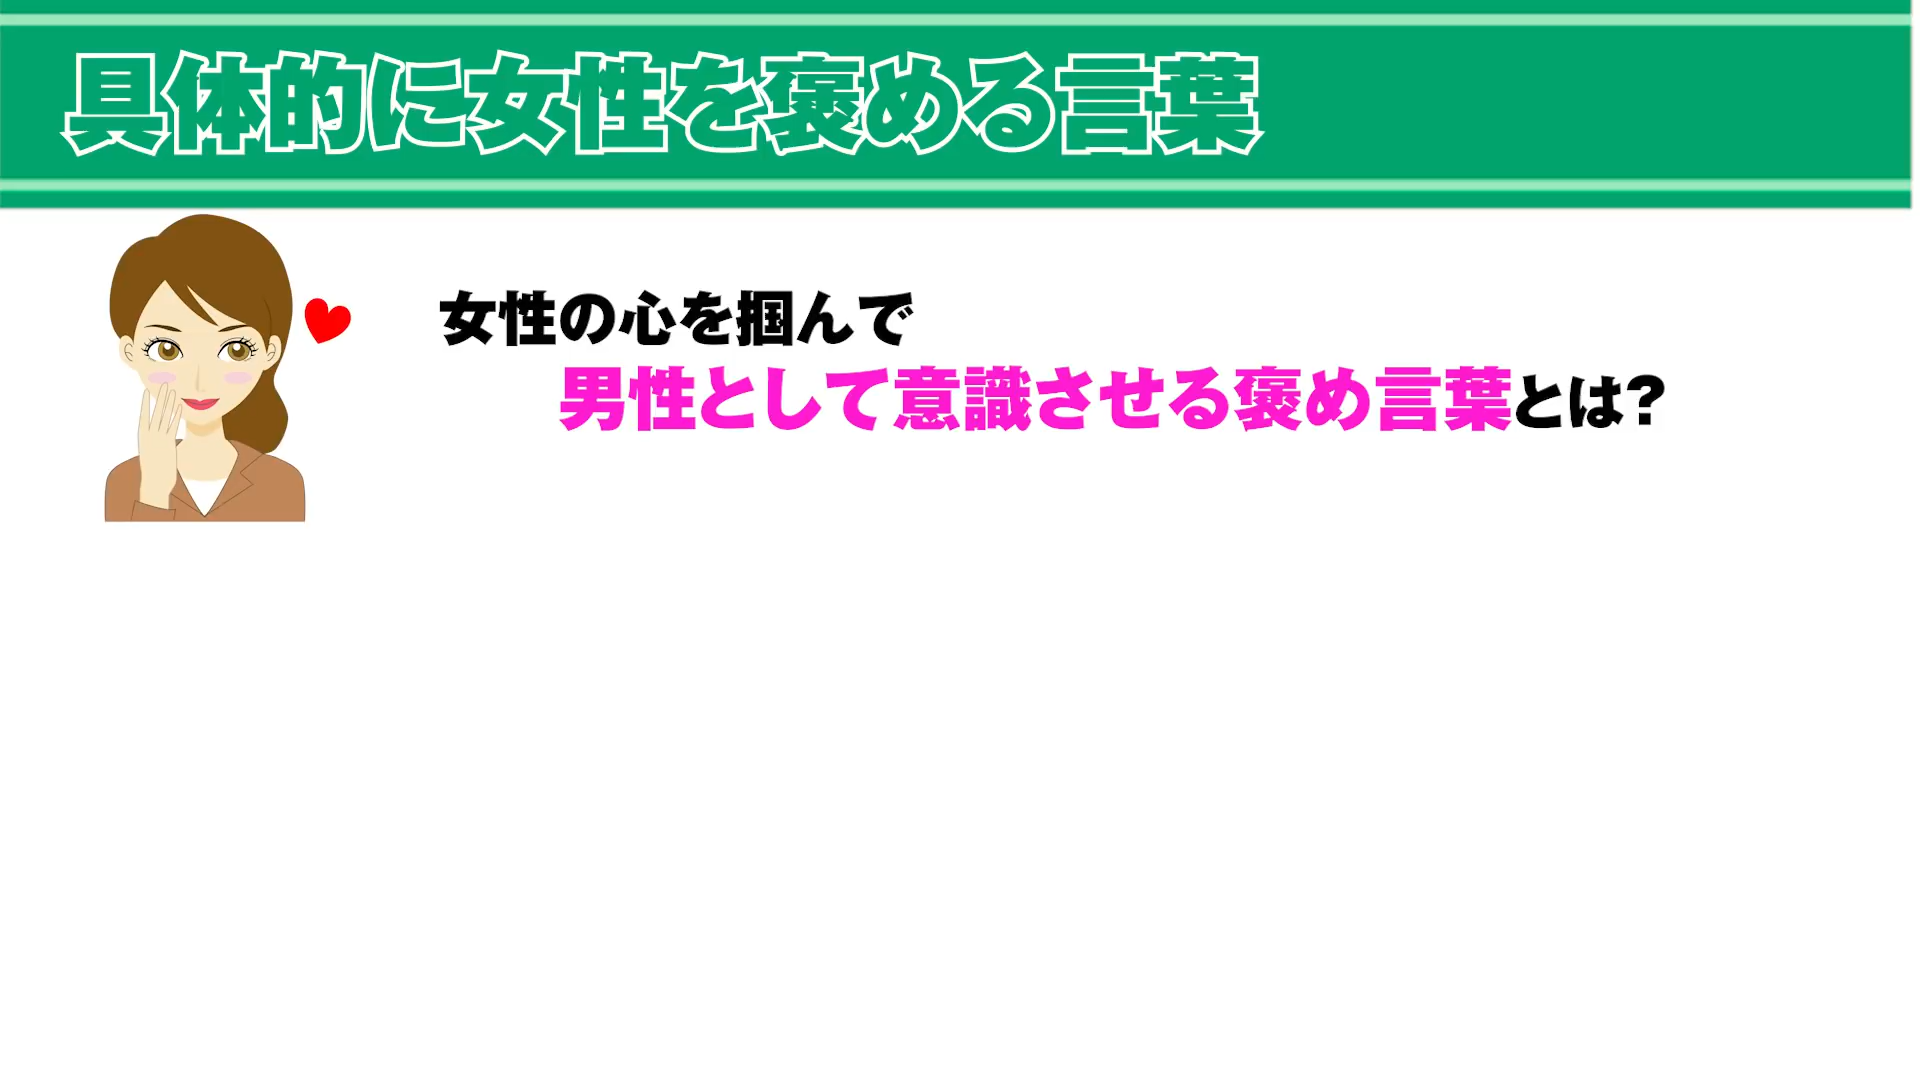 具体的に女性を褒める言葉
女性の心を掴んで
男性として意識させる褒め言葉とは?